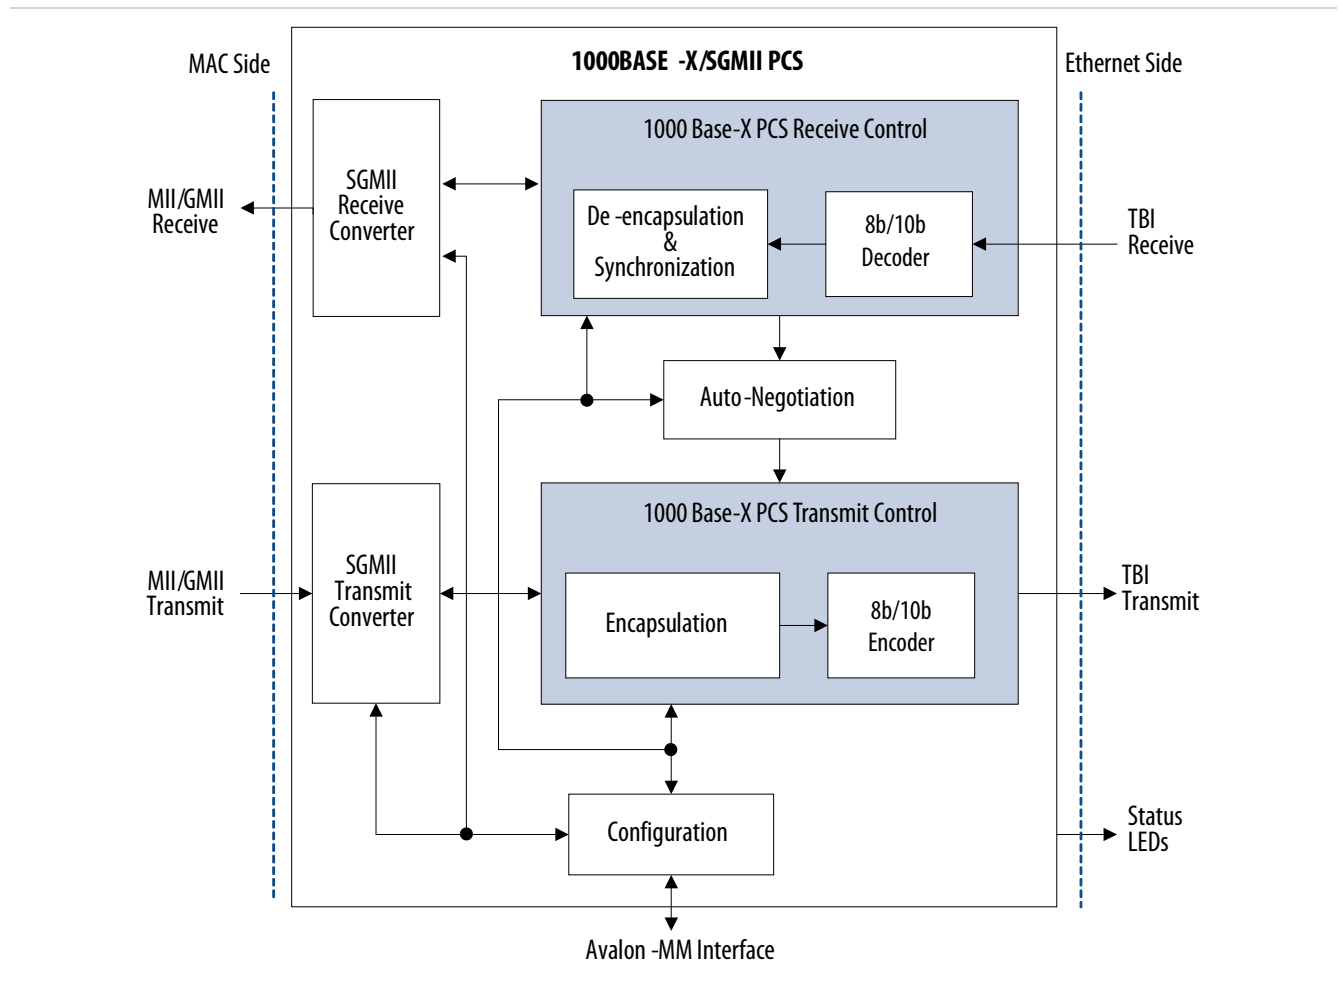 1000BASE -X/SGMII PCS
MAC Side
Ethernet Side
1000 Base-X PCS Receive Control
SGMII
Receive
Converter
MII/GMII
Receive
De -encapsulation
&
Synchronization
8b/10b
Decoder
TBI
Receive
Auto -Negotiation
1000 Base-X PCS Transmit Control
SGMII
Transmit
Converter
MII/GMII
Transmit
Encapsulation
8b/10b
Encoder
TBI
Transmit
Configuration
Status
LEDs
Avalon -MM Interface